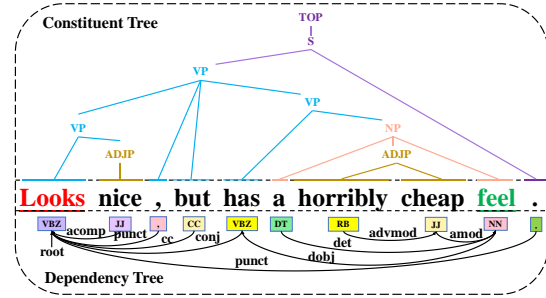 Constituent Tree
TOP
S
VP
VP
VP
NP
ADJP
ADJP
Looks nice , but has a horribly cheap feel .
VBZ JJ , CC VBZ DT RB JJ NN .
acomp punct cc conj det advmod amod
root
punct dobj
Dependency Tree